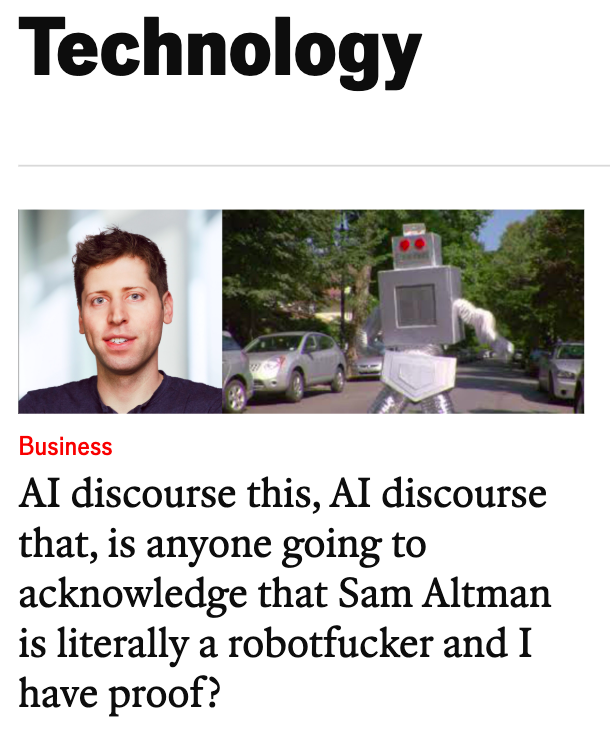 Technology
Business
AI discourse this, AI discourse
that, is anyone going to
acknowledge that Sam Altman
is literally a robotfucker and I
have proof?